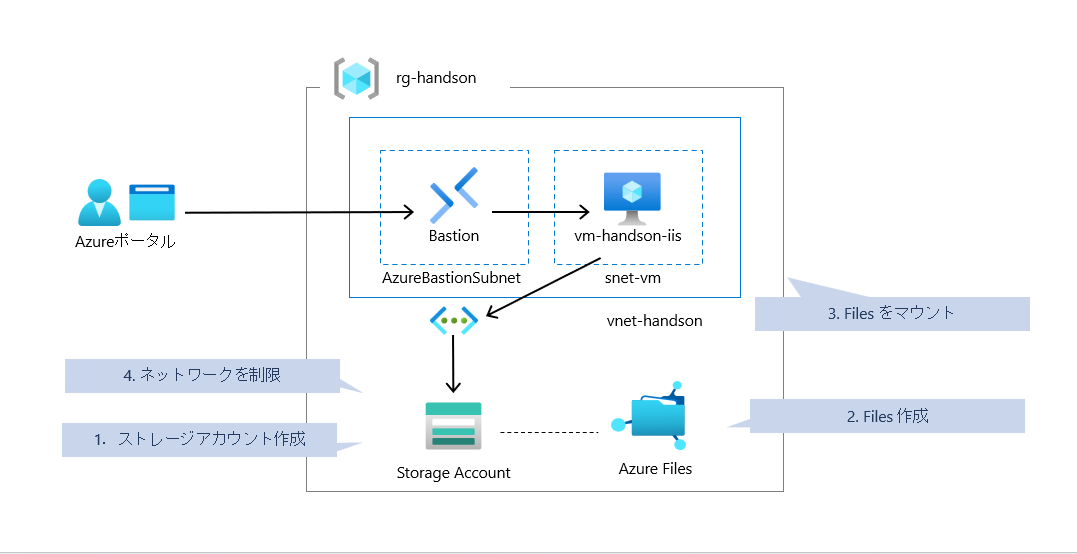 rg-handson
Azureポータル
Bastion
vm-handson-iis
AzureBastionSubnet
snet-vm
vnet-handson
3. Files をマウント
4. ネットワークを制限
1. ストレージアカウント作成
2. Files 作成
Storage Account
Azure Files